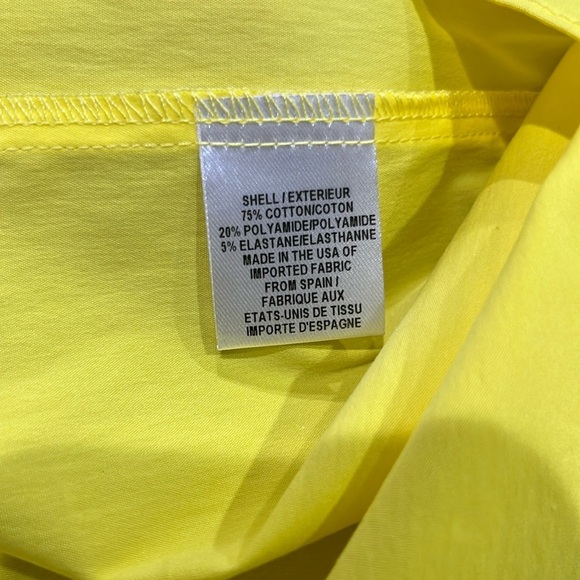 SHELL / EXTERIEUR
75% COTTON/COTON
20% POLYAMIDE/POLYAMIDE
5% ELASTANE/ELASTHANNE
MADE IN THE USA OF
IMPORTED FABRIC
FROM SPAIN /
FABRIQUE AUX
ETATS-UNIS DE TISSU
IMPORTE D'ESPAGNE